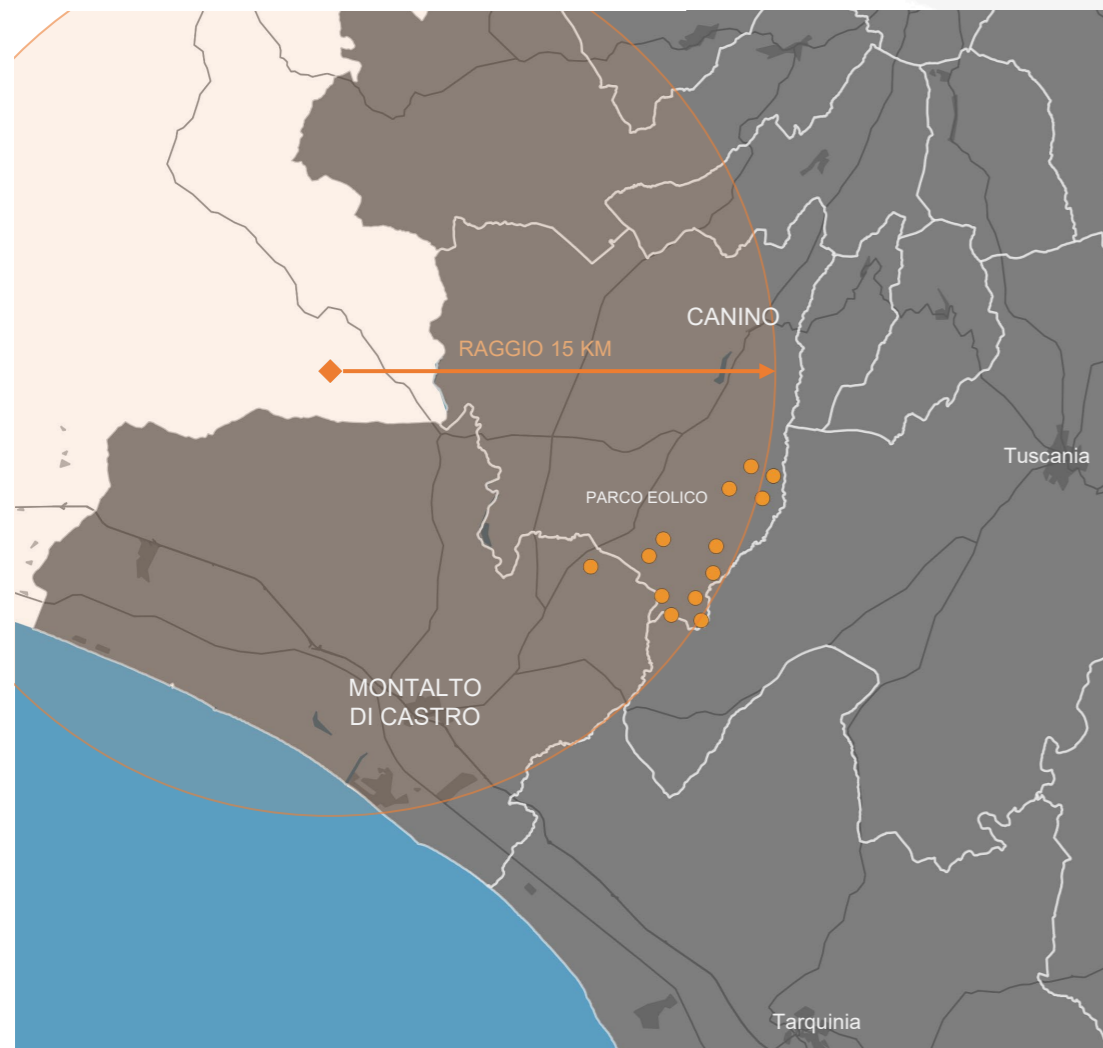 CANINO
RAGGIO 15 KM
Tuscania
PARCO EOLICO
MONTALTO
DI CASTRO
Tarquinia